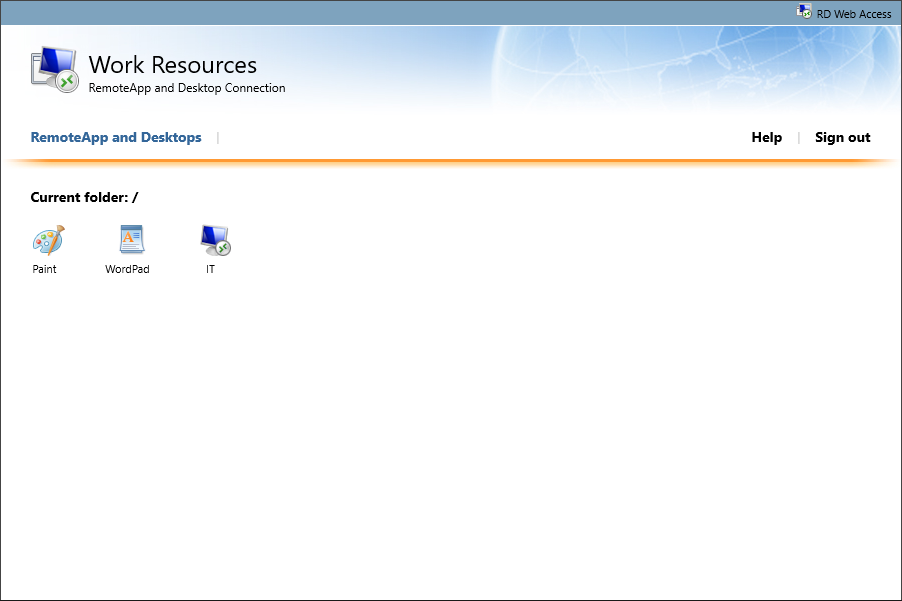 RD Web Access
Work Resources
RemoteApp and Desktop Connection
RemoteApp and Desktops | Help | Sign out
Current folder: /
Paint WordPad IT